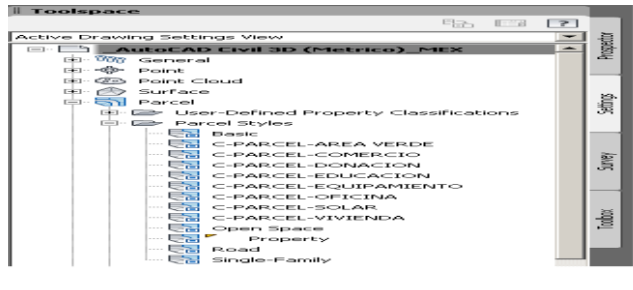 Toolspace
?
Active Drawing Settings View
AutoCAD Civil 3D (Metrico)_MEX
General
Point
Point Cloud
Surface
Parcel
User-Defined Property Classifications
Parcel Styles
Basic
C-PARCEL-AREA VERDE
C-PARCEL-COMERCIO
C-PARCEL-DONACION
C-PARCEL-EDUCACION
C-PARCEL-EQUIPAMIENTO
C-PARCEL-OFICINA
C-PARCEL-SOLAR
C-PARCEL-VIVIENDA
Open Space
Property
Road
Single-Family
Prospector
Settings
Survey
Toolbox